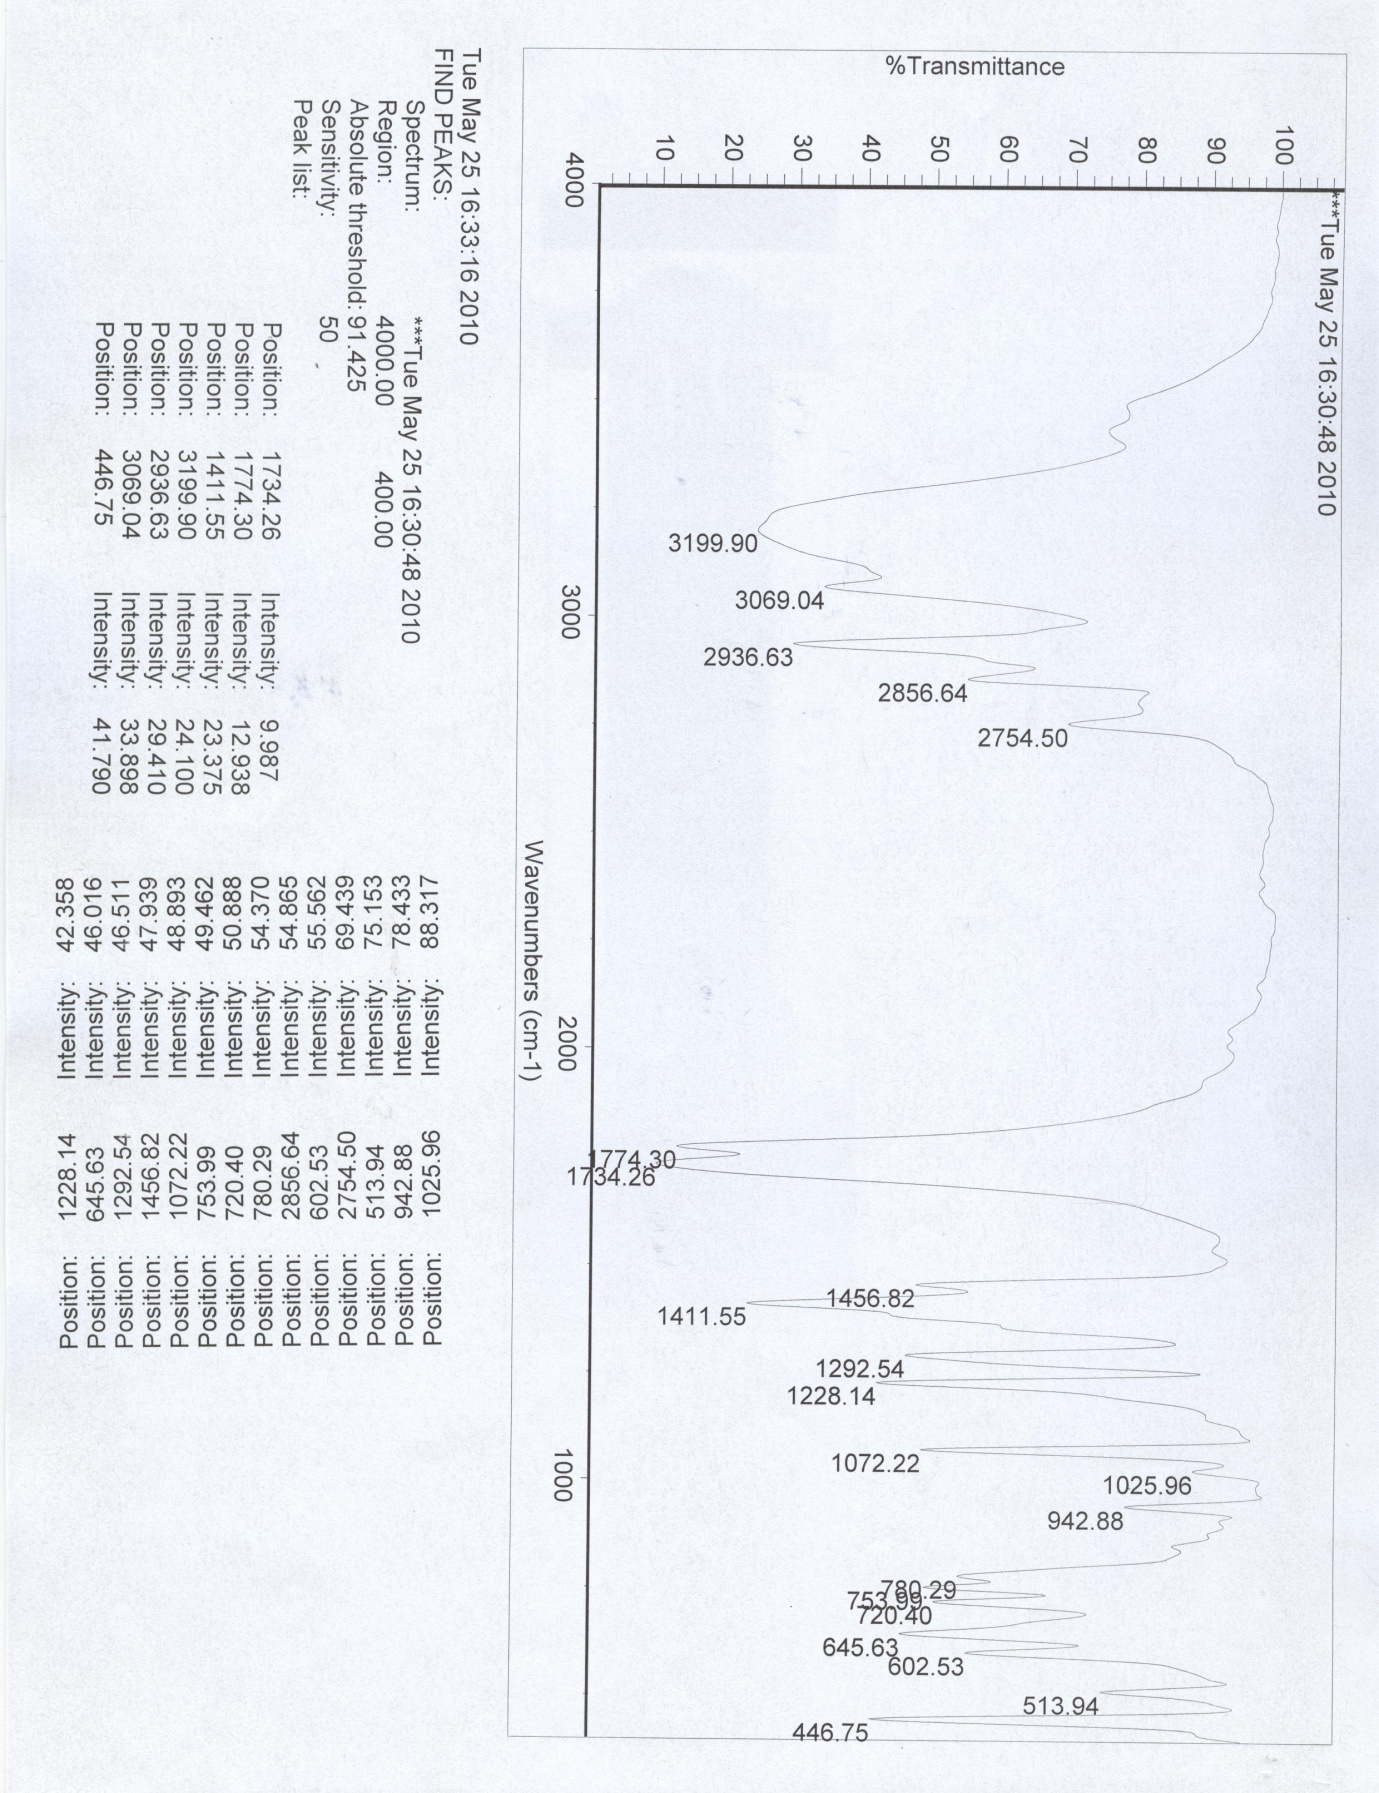 ***Tue May 25 16:30:48 2010
%Transmittance
100
90
80
70
60
50
40
30
20
10
3199.90
3069.04
2936.63
2856.64
2754.50
1774.30
1734.26
1456.82
1411.55
1292.54
1228.14
1072.22
1025.96
942.88
780.29
753.99
720.40
645.63
602.53
513.94
446.75
4000 3000 2000 1000
Wavenumbers (cm-1)
Tue May 25 16:33:16 2010
FIND PEAKS:
Spectrum: ***Tue May 25 16:30:48 2010
Region: 4000.00 400.00
Absolute threshold: 91.425
Sensitivity: 50
Peak list:
Position: 1734.26 Intensity: 9.987
Position: 1774.30 Intensity: 12.938
Position: 1411.55 Intensity: 23.375
Position: 3199.90 Intensity: 24.100
Position: 2936.63 Intensity: 29.410
Position: 3069.04 Intensity: 33.898
Position: 446.75 Intensity: 41.790
Position: 1228.14 Intensity: 42.358
Position: 645.63 Intensity: 46.016
Position: 1292.54 Intensity: 46.511
Position: 1456.82 Intensity: 47.939
Position: 1072.22 Intensity: 48.893
Position: 753.99 Intensity: 49.462
Position: 720.40 Intensity: 50.888
Position: 780.29 Intensity: 54.370
Position: 2856.64 Intensity: 54.865
Position: 602.53 Intensity: 55.562
Position: 2754.50 Intensity: 69.439
Position: 513.94 Intensity: 75.153
Position: 942.88 Intensity: 78.433
Position: 1025.96 Intensity: 88.317